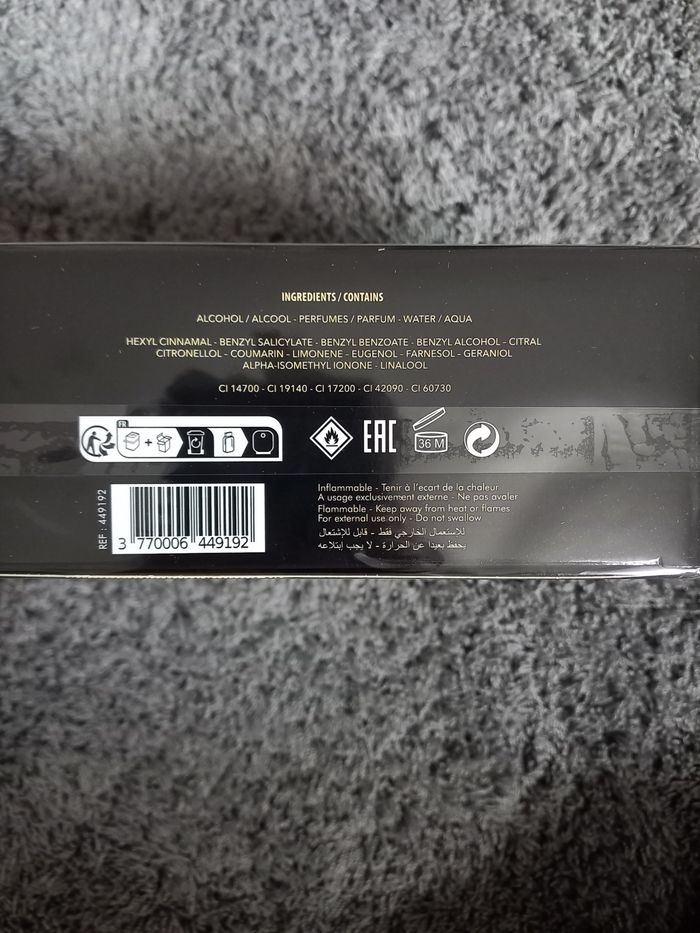 INGREDIENTS / CONTAINS
ALCOHOL / ALCOOL - PERFUMES / PARFUM - WATER / AQUA
HEXYL CINNAMAL - BENZYL SALICYLATE - BENZYL BENZOATE - BENZYL ALCOHOL - CITRAL
CITRONELLOL - COUMARIN - LIMONENE - EUGENOL - FARNESOL - GERANIOL
ALPHA-ISOMETHYL IONONE - LINALOOL
CI 14700 - CI 19140 - CI 17200 - CI 42090 - CI 60730
FR
+
EAC
36 M
REF : 449192
3 770006 449192
Inflammable - Tenir à l'ecart de la chaleur
A usage exclusivement externe - Ne pas avaler
Flammable - Keep away from heat or flames
For external use only - Do not swallow
للاستعمال الخارجي فقط - قابل للاشتعال
يحفظ بعيدا عن الحرارة - لا يجب إبتلاعه